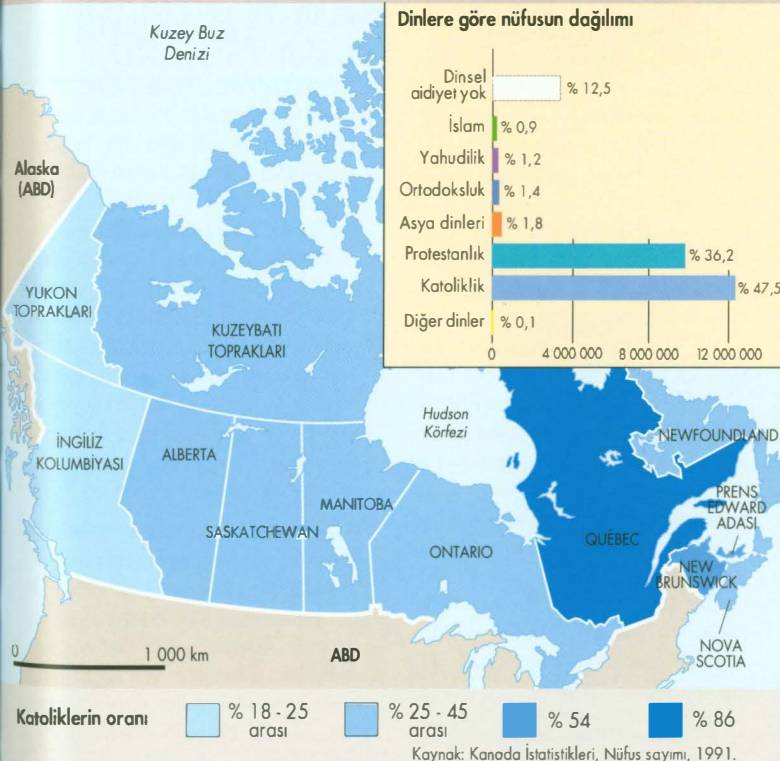 Dinlere göre nüfusun dağılımı
Dinsel
aidiyet yok
% 12,5
İslam
% 0,9
Yahudilik
% 1,2
Ortodoksluk
% 1,4
Asya dinleri
% 1,8
Protestanlık
% 36,2
Katoliklik
% 47,5
Diğer dinler
% 0,1
0
4 000 000
8 000 000
12 000 000
Kuzey Buz
Denizi
Alaska
(ABD)
YUKON
TOPRAKLARI
KUZEYBATI
TOPRAKLARI
İNGİLİZ
KOLUMBİYASI
ALBERTA
SASKATCHEWAN
MANITOBA
Hudson
Körfezi
ONTARIO
QUÉBEC
NEWFOUNDLAND
PRENS
EDWARD
ADASI
NEW
BRUNSWICK
NOVA
SCOTIA
ABD
0
1 000 km
Katoliklerin oranı
% 18 - 25
arası
% 25 - 45
arası
% 54
% 86
Kaynak: Kanada İstatistikleri, Nüfus sayımı, 1991.